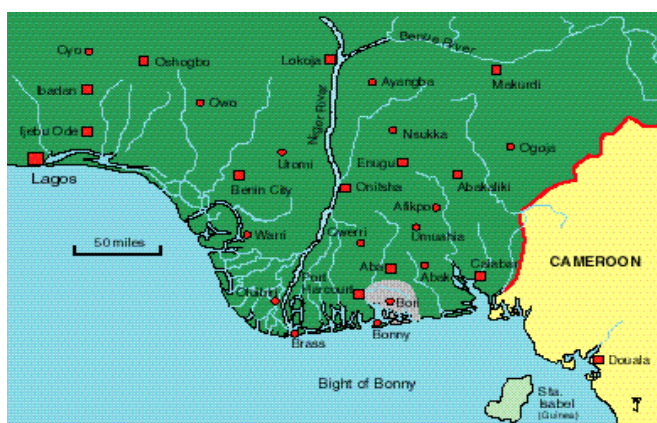 Oyo
Oshogbo
Lokoja
Benue River
Ibadan
Ayangba
Makurdi
Owo
Niger River
Ijebu Ode
Nsukka
Uromi
Enugu
Ogoja
Lagos
Benin City
Onitsha
Abakaliki
Afikpo
50 miles
Warri
Owerri
Umuahia
CAMEROON
Aba
Abak
Calabar
Port
Harcourt
Oloibiri
Bori
Brass
Bonny
Douala
Bight of Bonny
Sta.
Isabel
(Guinea)